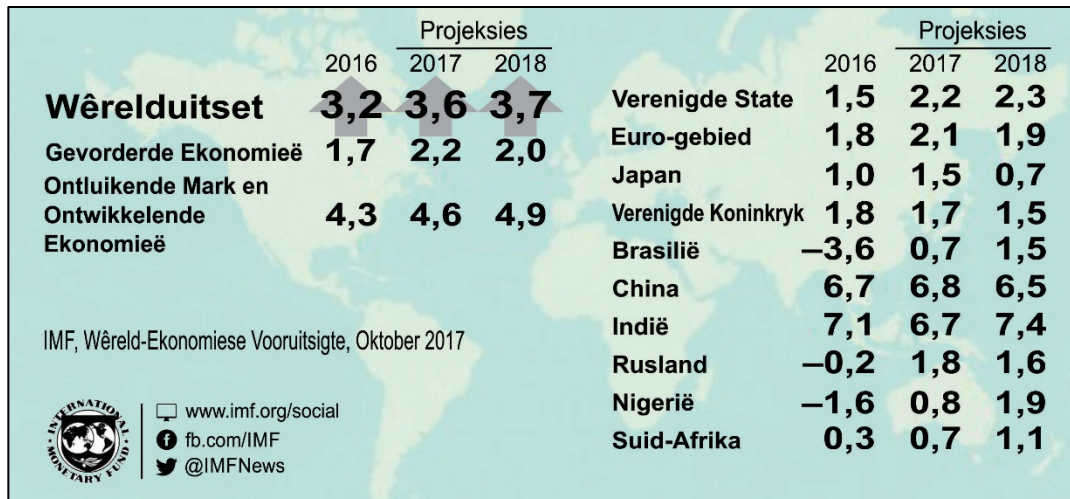 Projeksies
2016 2017 2018
Wêrelduitset 3,2 3,6 3,7
Gevorderde Ekonomieë 1,7 2,2 2,0
Ontluikende Mark en
Ontwikkelende 4,3 4,6 4,9
Ekonomieë
IMF, Wêreld-Ekonomiese Vooruitsigte, Oktober 2017
INTERNATIONAL MONETARY FUND
www.imf.org/social
fb.com/IMF
@IMFNews
Projeksies
2016 2017 2018
Verenigde State 1,5 2,2 2,3
Euro-gebied 1,8 2,1 1,9
Japan 1,0 1,5 0,7
Verenigde Koninkryk 1,8 1,7 1,5
Brasilië –3,6 0,7 1,5
China 6,7 6,8 6,5
Indië 7,1 6,7 7,4
Rusland –0,2 1,8 1,6
Nigerië –1,6 0,8 1,9
Suid-Afrika 0,3 0,7 1,1